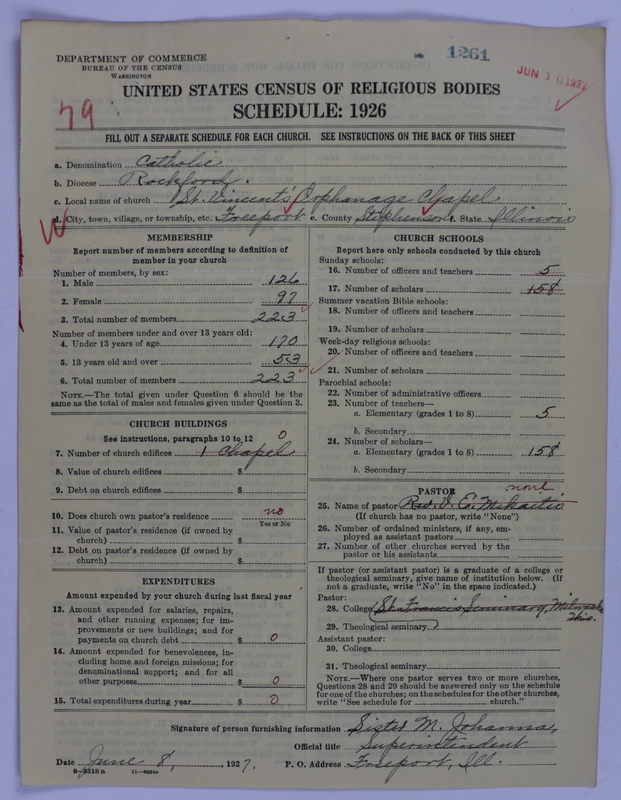 1261
JUN 10 1927
DEPARTMENT OF COMMERCE
BUREAU OF THE CENSUS
WASHINGTON
79
UNITED STATES CENSUS OF RELIGIOUS BODIES
SCHEDULE: 1926
FILL OUT A SEPARATE SCHEDULE FOR EACH CHURCH. SEE INSTRUCTIONS ON THE BACK OF THIS SHEET
a. Denomination Catholic
b. Diocese Rockford.
c. Local name of church St. Vincent's Orphanage Chapel
d. City, town, village, or township, etc. Freeport e. County Stephenson f. State Illinois
MEMBERSHIP
Report number of members according to definition of
member in your church
Number of members, by sex:
1. Male 126
2. Female 97
3. Total number of members 223
Number of members under and over 13 years old:
4. Under 13 years of age 170
5. 13 years old and over 53
6. Total number of members 223
NOTE.—The total given under Question 6 should be
same as the total of males and females given under Question 3.
CHURCH BUILDINGS
See instructions, paragraphs 10 to 12 0
7. Number of church edifices 1 Chapel
8. Value of church edifices $
9. Debt on church edifices $
10. Does church own pastor's residence no
Yes or No
11. Value of pastor's residence (if owned by
church) $
12. Debt on pastor's residence (if owned by
church) $
EXPENDITURES
Amount expended by your church during last fiscal year
13. Amount expended for salaries, repairs,
and other running expenses; for im-
provements or new buildings; and for
payments on church debt $ 0
14. Amount expended for benevolences, in-
cluding home and foreign missions; for
denominational support; and for all
other purposes $ 0
15. Total expenditures during year $ 0
CHURCH SCHOOLS
Report here only schools conducted by this church
Sunday schools:
16. Number of officers and teachers 5
17. Number of scholars 158
Summer vacation Bible schools:
18. Number of officers and teachers
19. Number of scholars
Week-day religious schools:
20. Number of officers and teachers
21. Number of scholars
Parochial schools:
22. Number of administrative officers
23. Number of teachers—
a. Elementary (grades 1 to 8) 5
b. Secondary
24. Number of scholars—
a. Elementary (grades 1 to 8) 158
b. Secondary
PASTOR none
25. Name of pastor Rev. V. E. Mikaitis
(If church has no pastor, write "None")
26. Number of ordained ministers, if any, em-
ployed as assistant pastors
27. Number of other churches served by the
pastor or his assistants
If pastor (or assistant pastor) is a graduate of a college or
theological seminary, give name of institution below. (If
not a graduate, write "No" in the space indicated.)
Pastor:
28. College St. Francis Seminary, Milwaukee
Wis.
29. Theological seminary
Assistant pastor:
30. College
31. Theological seminary
NOTE.—Where one pastor serves two or more churches,
Questions 28 and 29 should be answered only on the schedule
for one of the churches; on the schedules for the other churches,
write "See schedule for church."
Signature of person furnishing information Sister M. Johanna,
Official title Superintendent
Date June 8, 1927. P. O. Address Freeport, Ill.
8-2518a 11-9024a